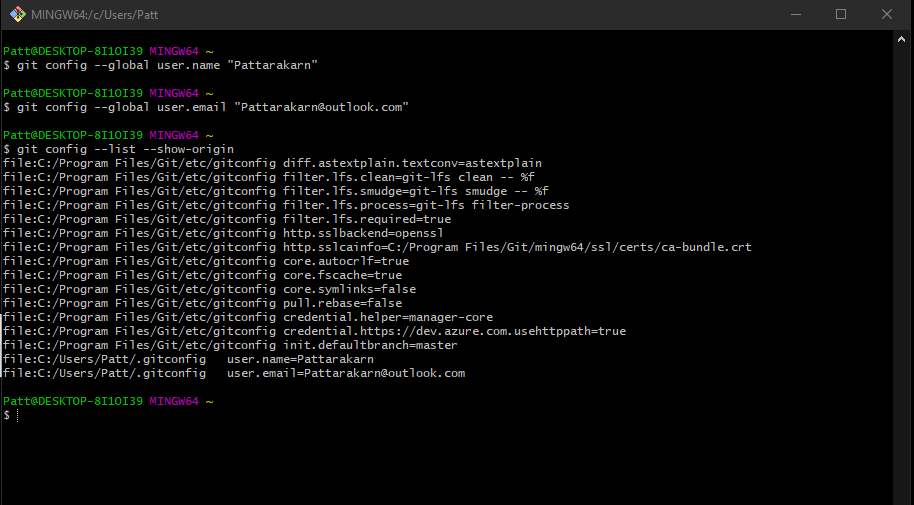 MINGW64:/c/Users/Patt
Patt@DESKTOP-8I1OI39 MINGW64 ~
$ git config --global user.name "Pattarakarn"
Patt@DESKTOP-8I1OI39 MINGW64 ~
$ git config --global user.email "Pattarakarn@outlook.com"
Patt@DESKTOP-8I1OI39 MINGW64 ~
$ git config --list --show-origin
file:C:/Program Files/Git/etc/gitconfig diff.astextplain.textconv=astextplain
file:C:/Program Files/Git/etc/gitconfig filter.lfs.clean=git-lfs clean -- %f
file:C:/Program Files/Git/etc/gitconfig filter.lfs.smudge=git-lfs smudge -- %f
file:C:/Program Files/Git/etc/gitconfig filter.lfs.process=git-lfs filter-process
file:C:/Program Files/Git/etc/gitconfig filter.lfs.required=true
file:C:/Program Files/Git/etc/gitconfig http.sslbackend=openssl
file:C:/Program Files/Git/etc/gitconfig http.sslcainfo=C:/Program Files/Git/mingw64/ssl/certs/ca-bundle.crt
file:C:/Program Files/Git/etc/gitconfig core.autocrlf=true
file:C:/Program Files/Git/etc/gitconfig core.fscache=true
file:C:/Program Files/Git/etc/gitconfig core.symlinks=false
file:C:/Program Files/Git/etc/gitconfig pull.rebase=false
file:C:/Program Files/Git/etc/gitconfig credential.helper=manager-core
file:C:/Program Files/Git/etc/gitconfig credential.https://dev.azure.com.usehttppath=true
file:C:/Program Files/Git/etc/gitconfig init.defaultbranch=master
file:C:/Users/Patt/.gitconfig user.name=Pattarakarn
file:C:/Users/Patt/.gitconfig user.email=Pattarakarn@outlook.com
Patt@DESKTOP-8I1OI39 MINGW64 ~
$